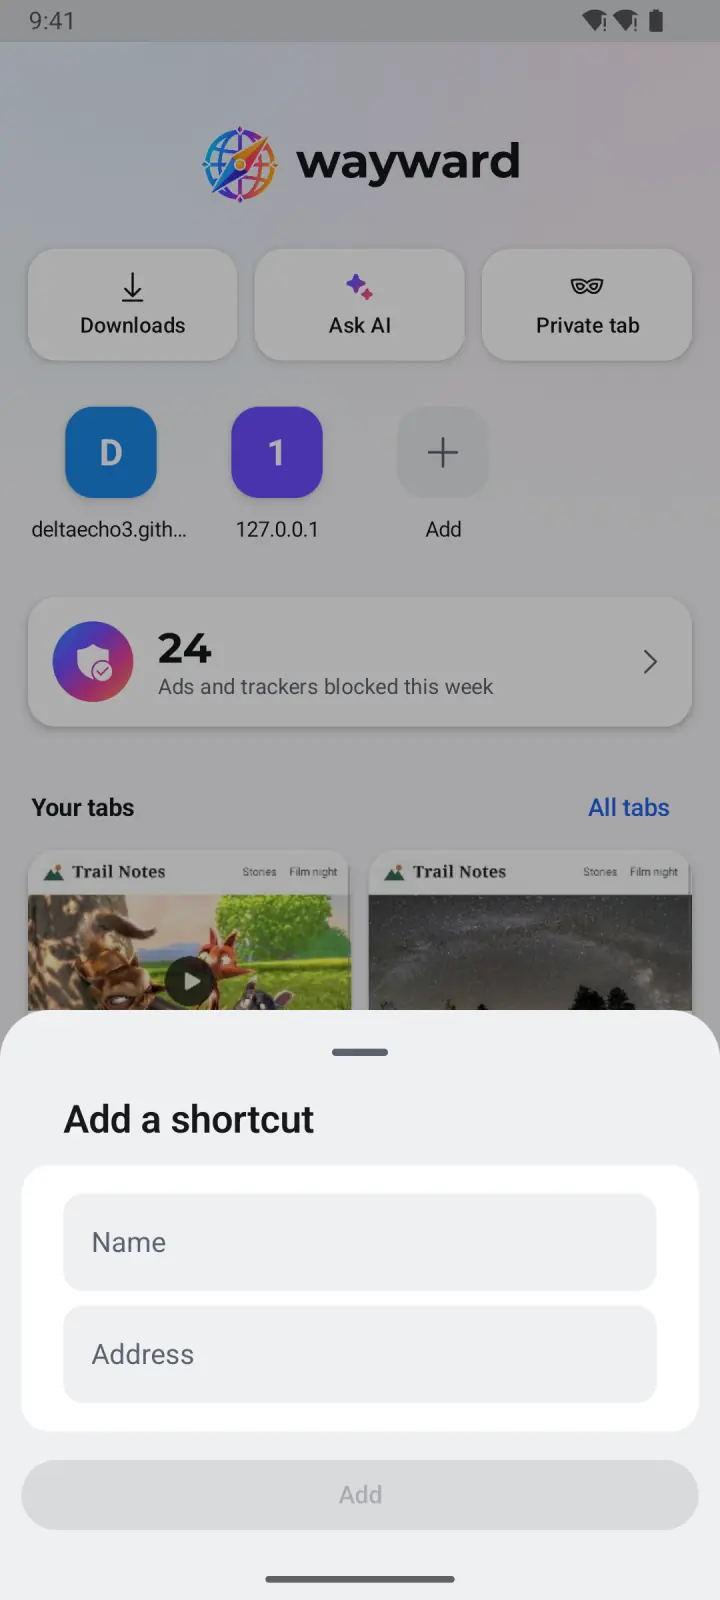 9:41
wayward
Downloads
Ask AI
Private tab
D
1
deltaecho3.gith...
127.0.0.1
Add
24
Ads and trackers blocked this week
Your tabs
All tabs
Trail Notes
Stories
Film night
Trail Notes
Stories
Film night
Add a shortcut
Name
Address
Add